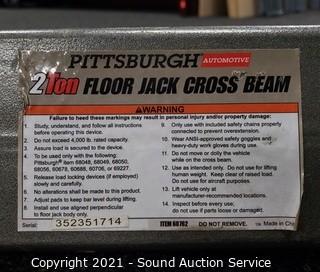 PITTSBURGH AUTOMOTIVE
2Ton FLOOR JACK CROSS BEAM
WARNING
Failure to heed these markings may result in personal injury and/or property damage:
1. Study, understand, and follow all instructions
before operating this device.
2. Do not exceed 4,000 lb. rated capacity.
3. Assure load is secured to the device.
4. To be used only with the following:
Pittsburgh® item 68048, 68049, 68050,
68056, 60678, 60688, 60706, or 69227.
5. Release load locking devices (if employed)
slowly and carefully.
6. No alterations shall be made to this product.
7. Adjust pads to keep bar level during lifting.
8. Install and use aligned perpendicular
to floor jack body only.
9. Only use with included safety chains properly
connected to prevent overextension.
10. Wear ANSI-approved safety goggles and
heavy-duty work gloves during use.
11. Do not move or dolly the vehicle
while on the cross beam.
12. Use as intended only. Do not use for lifting
human weight. Keep clear of raised load.
Do not use for aircraft purposes.
13. Lift vehicle only at
manufacturer-recommended locations.
14. Inspect before every use;
do not use if parts loose or damaged.
Serial: 352351714 ITEM 60762 DO NOT REMOVE. Made in Chi
Copyright © 2021 - Sound Auction Service